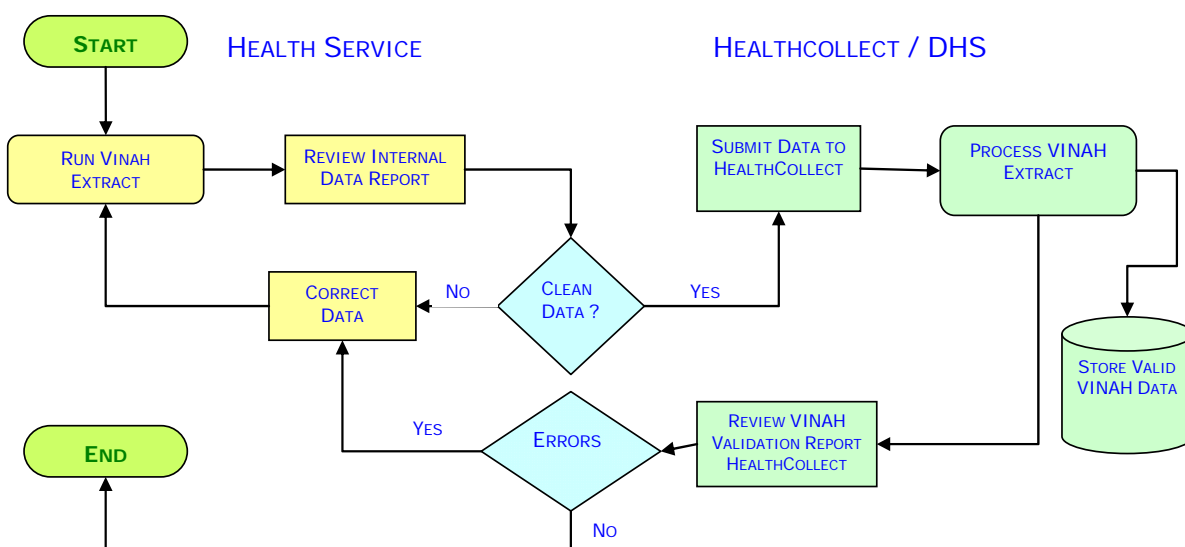 START
HEALTH SERVICE
HEALTHCOLLECT / DHS
RUN VINAH
EXTRACT
REVIEW INTERNAL
DATA REPORT
SUBMIT DATA TO
HEALTHCOLLECT
PROCESS VINAH
EXTRACT
CORRECT
DATA
NO
CLEAN
DATA ?
YES
STORE VALID
VINAH DATA
END
YES
ERRORS
REVIEW VINAH
VALIDATION REPORT
HEALTHCOLLECT
NO